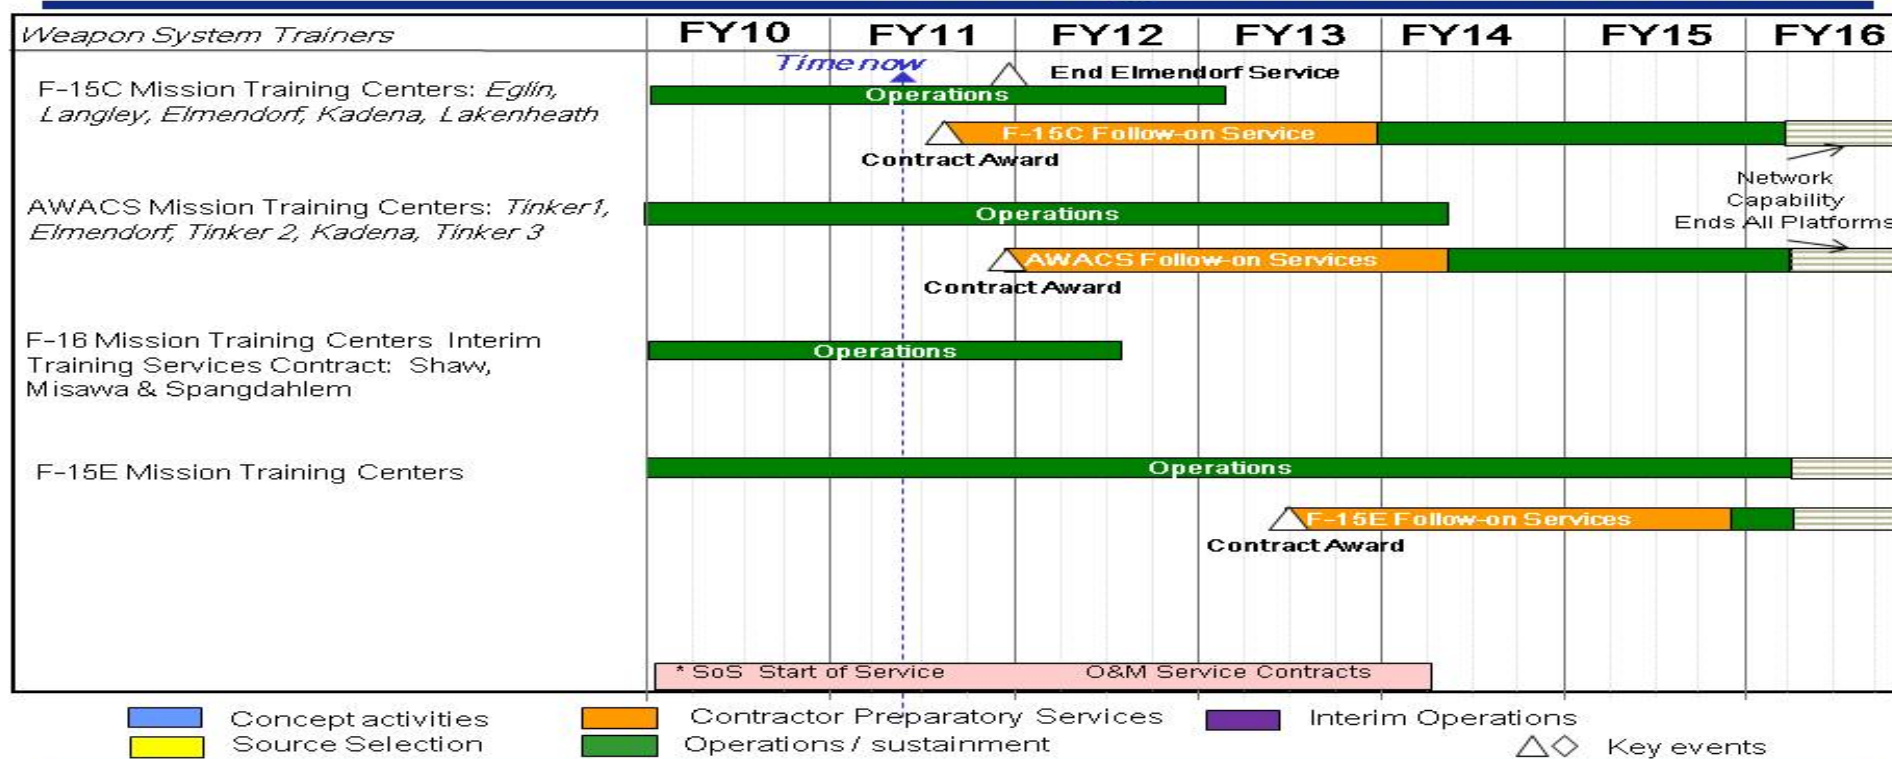 Weapon System Trainers
FY10 FY11 FY12 FY13 FY14 FY15 FY16
Time now
End Elmendorf Service
F-15C Mission Training Centers: Eglin,
Langley, Elmendorf, Kadena, Lakenheath
Operations
F-15C Follow-on Service
Contract Award
Network
Capability
Ends All Platforms
AWACS Mission Training Centers: Tinker1,
Elmendorf, Tinker 2, Kadena, Tinker 3
Operations
AWACS Follow-on Services
Contract Award
F-16 Mission Training Centers Interim
Training Services Contract: Shaw,
Misawa & Spangdahlem
Operations
F-15E Mission Training Centers
Operations
F-15E Follow-on Services
Contract Award
* SoS Start of Service O&M Service Contracts
Concept activities Contractor Preparatory Services Interim Operations
Source Selection Operations / sustainment Key events